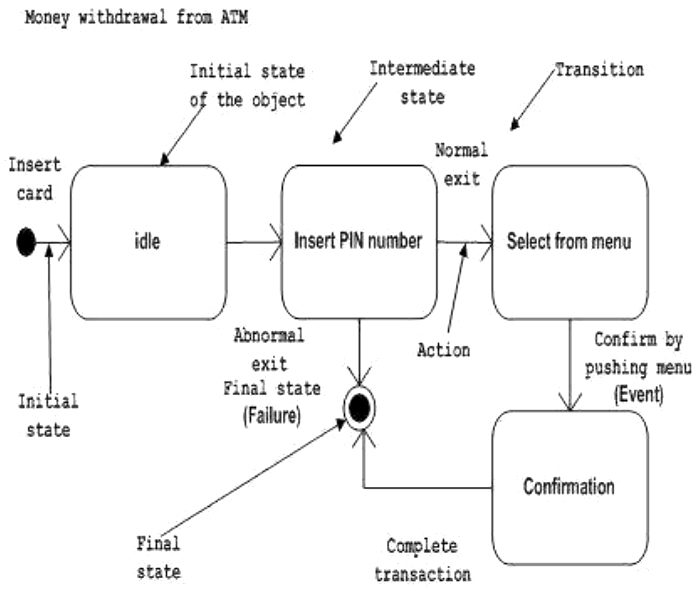 Money withdrawal from ATM
Initial state
of the object
Intermediate
state
Transition
Insert
card
Normal
exit
idle
Insert PIN number
Select from menu
Abnormal
exit
Final state
(Failure)
Action
Confirm by
pushing menu
(Event)
Initial
state
Confirmation
Final
state
Complete
transaction